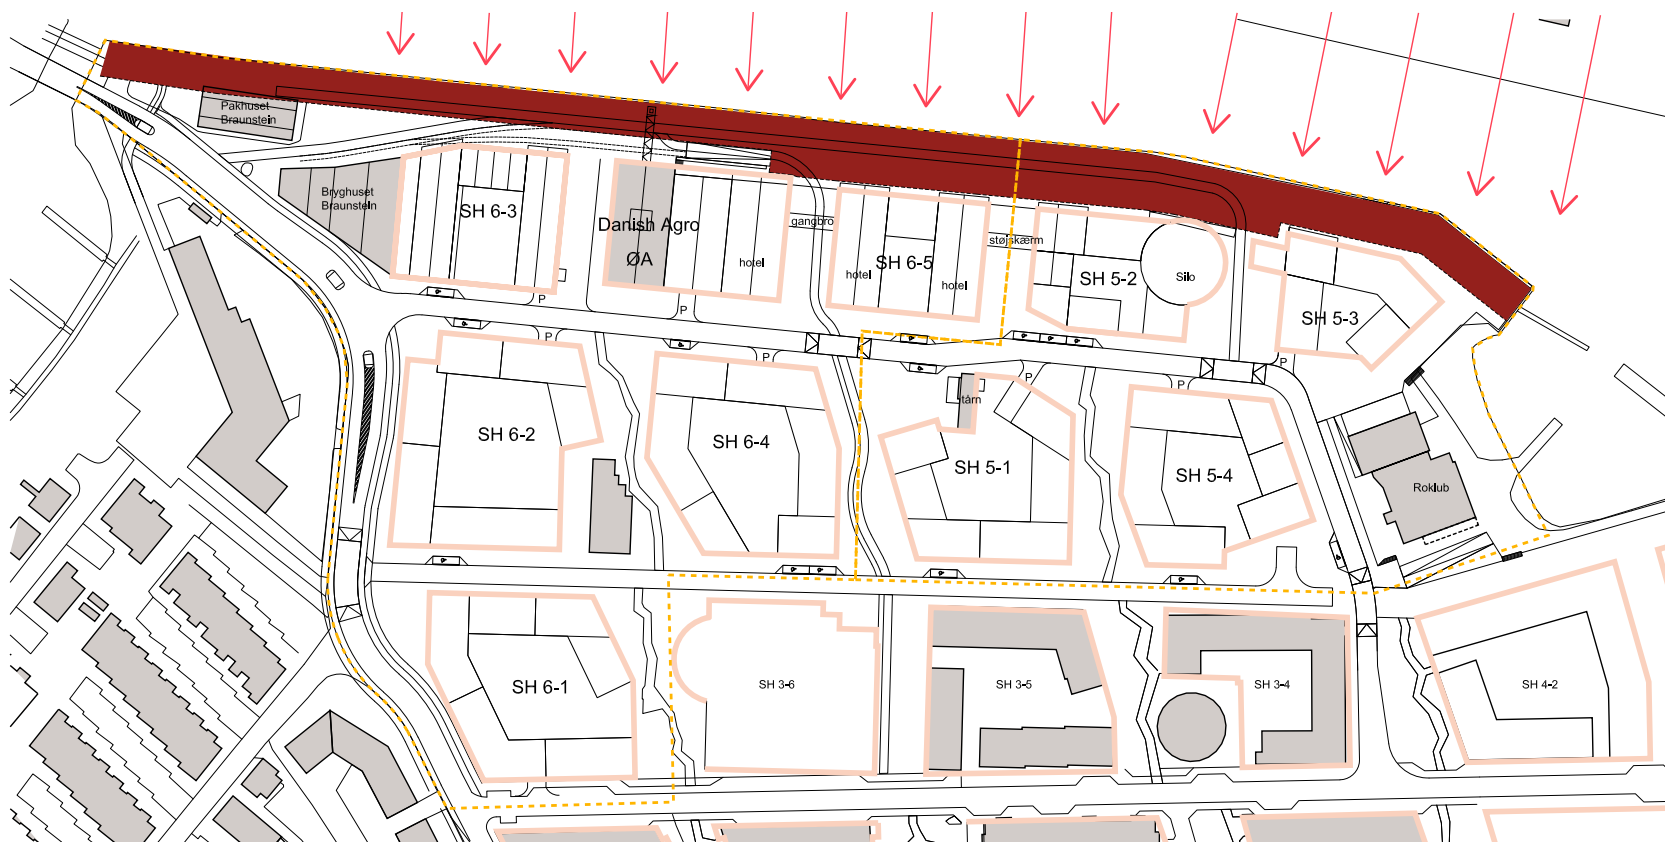 Pakhuset
Braunstein
Bryghuset
Braunstein
SH 6-3
Danish Agro
ØA
hotel
gangbro
hotel
SH 6-5
hotel
støjskærm
SH 5-2
Silo
SH 5-3
P
P
P
P
P
P
P
P
SH 6-2
SH 6-4
tårn
SH 5-1
SH 5-4
Roklub
SH 6-1
SH 3-6
SH 3-5
SH 3-4
SH 4-2